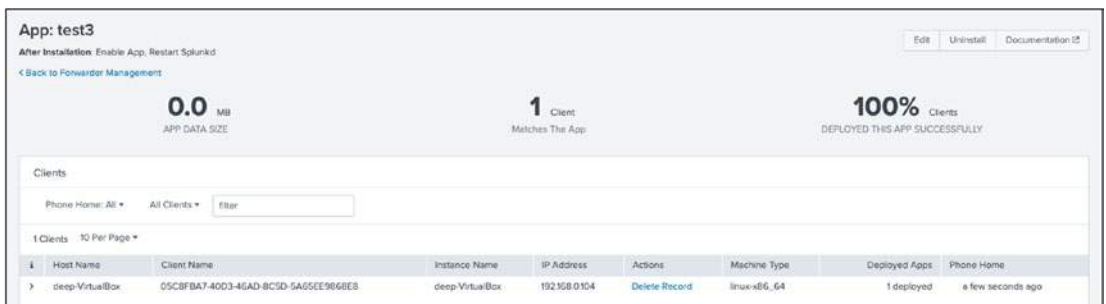 App: test3
After Installation: Enable App, Restart Splunkd
Edit Uninstall Documentation
< Back to Forwarder Management
0.0 MB
APP DATA SIZE
1 Client
Matches The App
100% Clients
DEPLOYED THIS APP SUCCESSFULLY
Clients
Phone Home: All All Clients filter
1 Clients 10 Per Page
i Host Name Client Name Instance Name IP Address Actions Machine Type Deployed Apps Phone Home
> deep-VirtualBox 05C8FBA7-40D3-46AD-8C5D-5A65EE9868E8 deep-VirtualBox 192.168.0.104 Delete Record linux-x86_64 1 deployed a few seconds ago